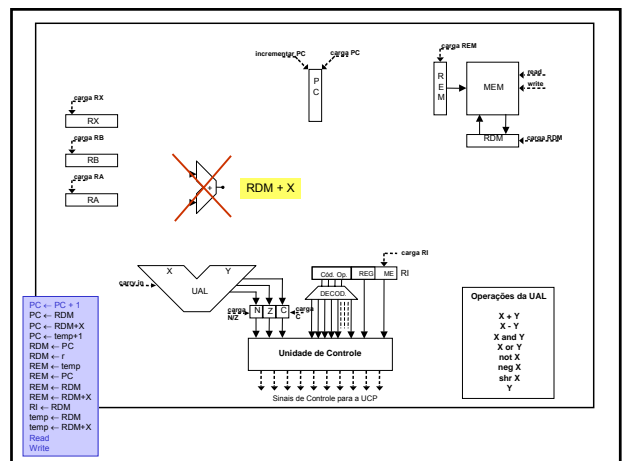 incrementar PC
carga PC
P
C
carga REM
R
E
M
MEM
read
write
RDM
carga RDM
carga RX
RX
carga RB
RB
carga RA
RA
+
RDM + X
carga RI
Cód. Op. REG ME RI
DECOD.
X Y
UAL
carry in
carga
N/Z
N Z C
carga
C
Unidade de Controle
Sinais de Controle para a UCP
Operações da UAL
X + Y
X - Y
X and Y
X or Y
not X
neg X
shr X
Y
PC ← PC + 1
PC ← RDM
PC ← RDM+X
PC ← temp+1
RDM ← PC
RDM ← r
REM ← temp
REM ← PC
REM ← RDM
REM ← RDM+X
RI ← RDM
temp ← RDM
temp ← RDM+X
Read
Write